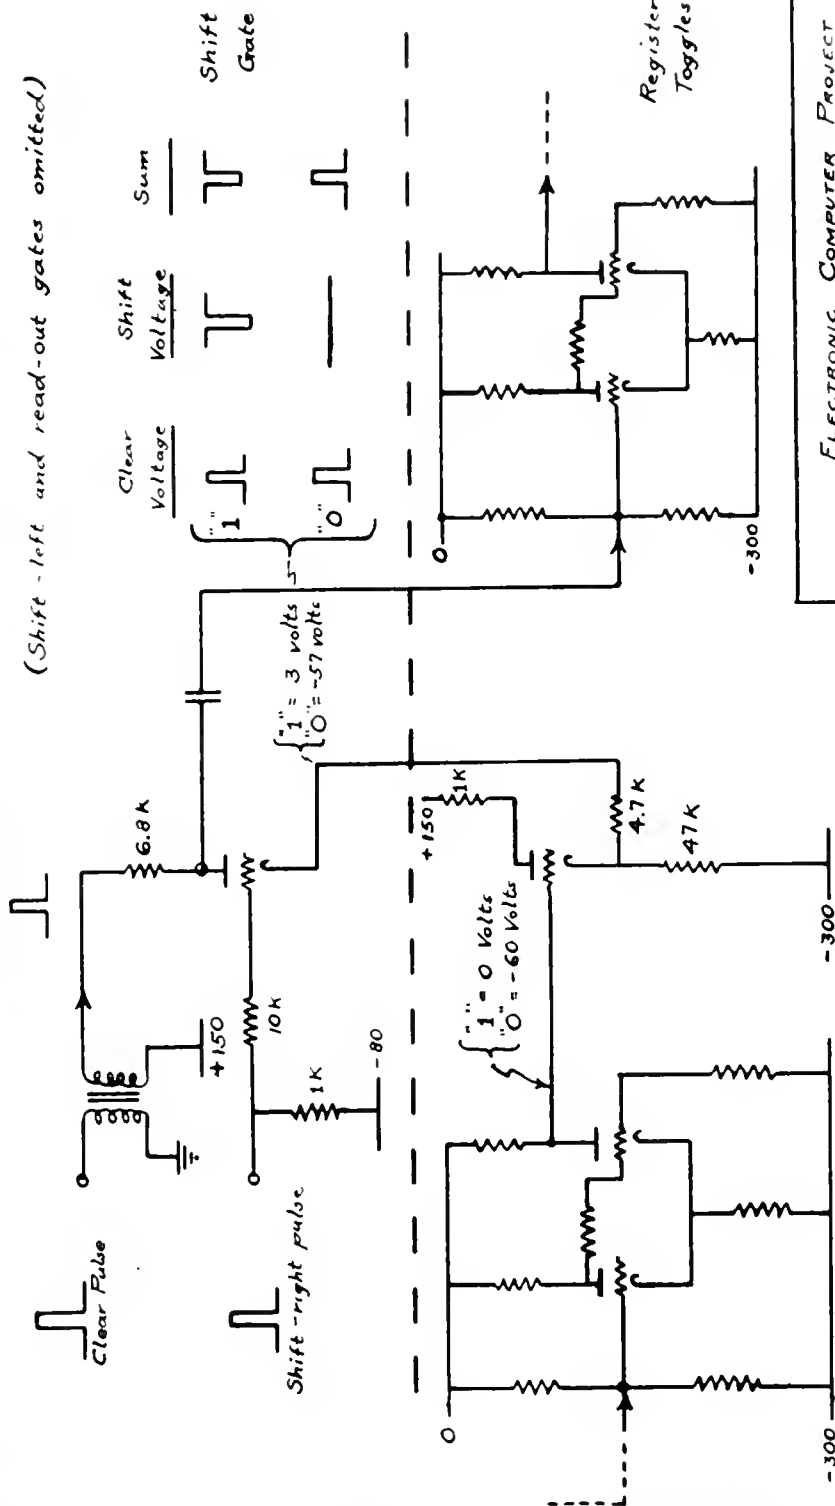 (Shift-left and read-out gates omitted)
Clear
Voltage
Shift
Voltage
Sum
Shift
Gate
"1"
"0"
Clear Pulse
+150
6.8K
Shift-right pulse
10K
1K
-80
"1" = 3 volts
"0" = -57 volts
+150
1K
"1" = 0 Volts
"0" = -60 Volts
4.7K
47K
-300
0
-300
0
-300
Register
Toggles
ELECTRONIC COMPUTER PROJECT